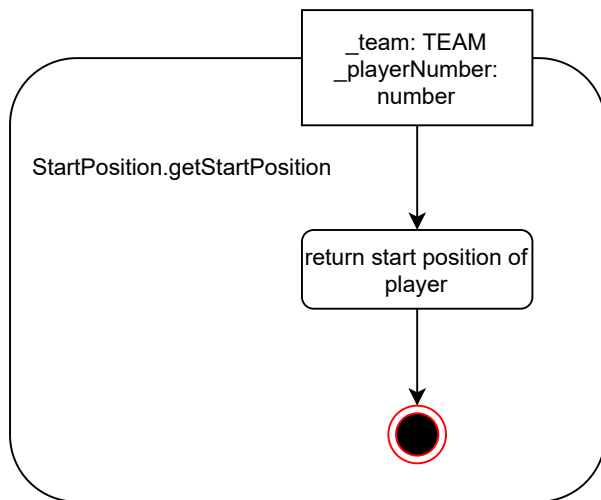 _team: TEAM
_playerNumber:
number
StartPosition.getStartPosition
return start position of
player